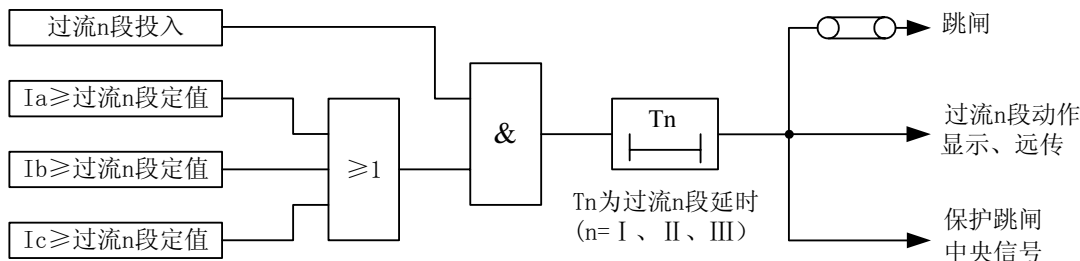 过流n段投入
Ia≥过流n段定值
Ib≥过流n段定值
Ic≥过流n段定值
≥1
&
Tn
Tn为过流n段延时
(n=Ⅰ、Ⅱ、Ⅲ)
跳闸
过流n段动作
显示、远传
保护跳闸
中央信号